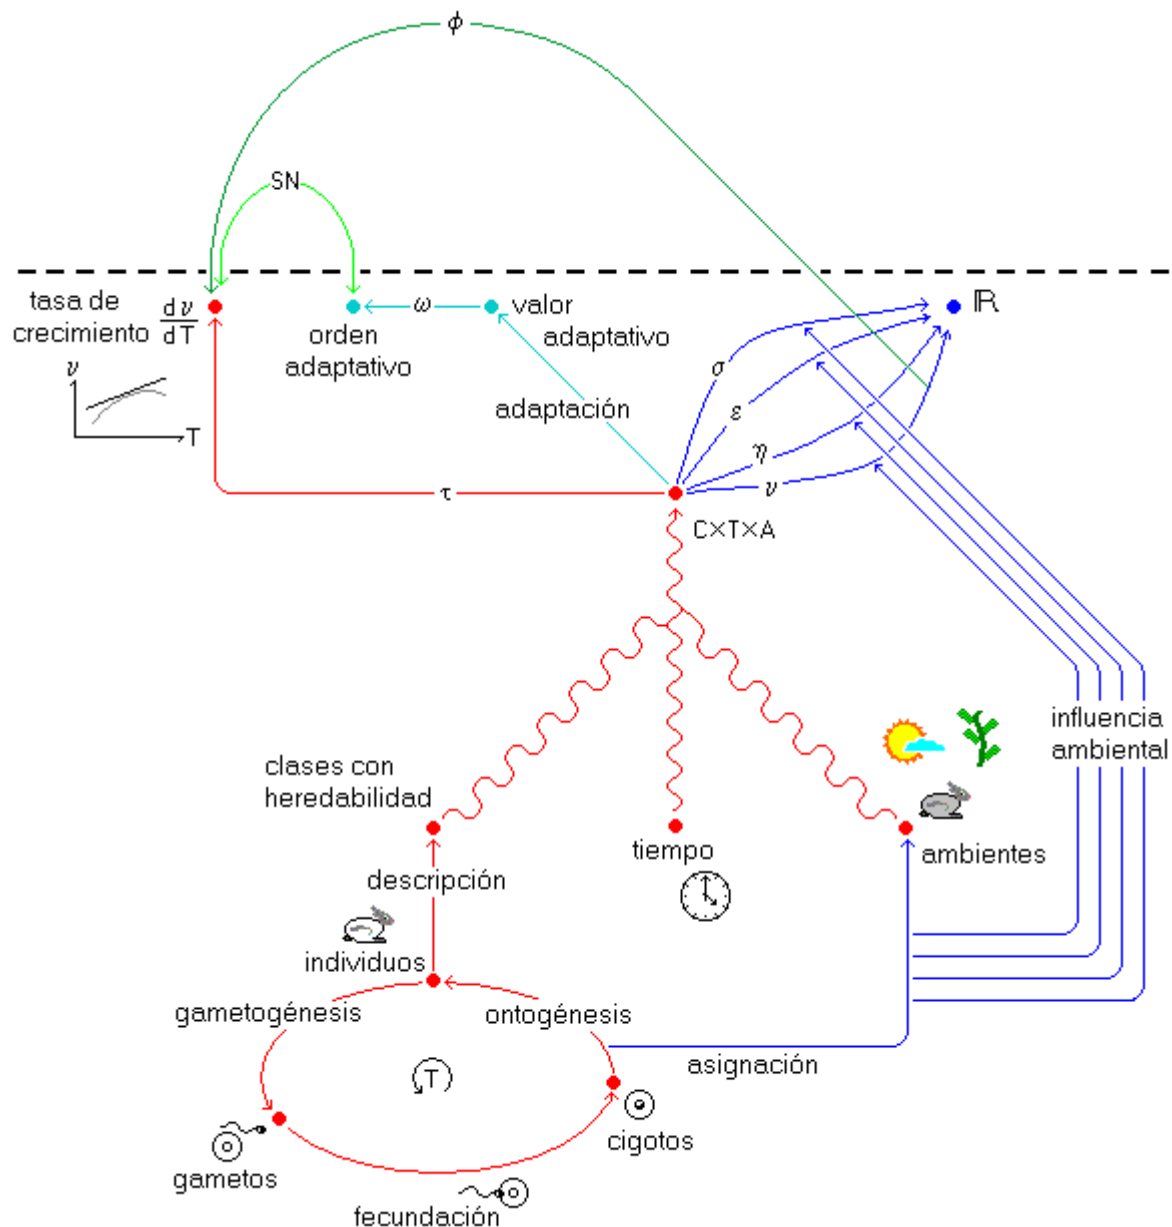 ϕ
SN
tasa de
crecimiento
dν
dT
ω
valor
adaptativo
ℝ
orden
adaptativo
ν
T
adaptación
σ
ε
η
ν
τ
C×T×A
influencia
ambiental
clases con
heredabilidad
tiempo
ambientes
descripción
individuos
gametogénesis
ontogénesis
asignación
T
cigotos
gametos
fecundación